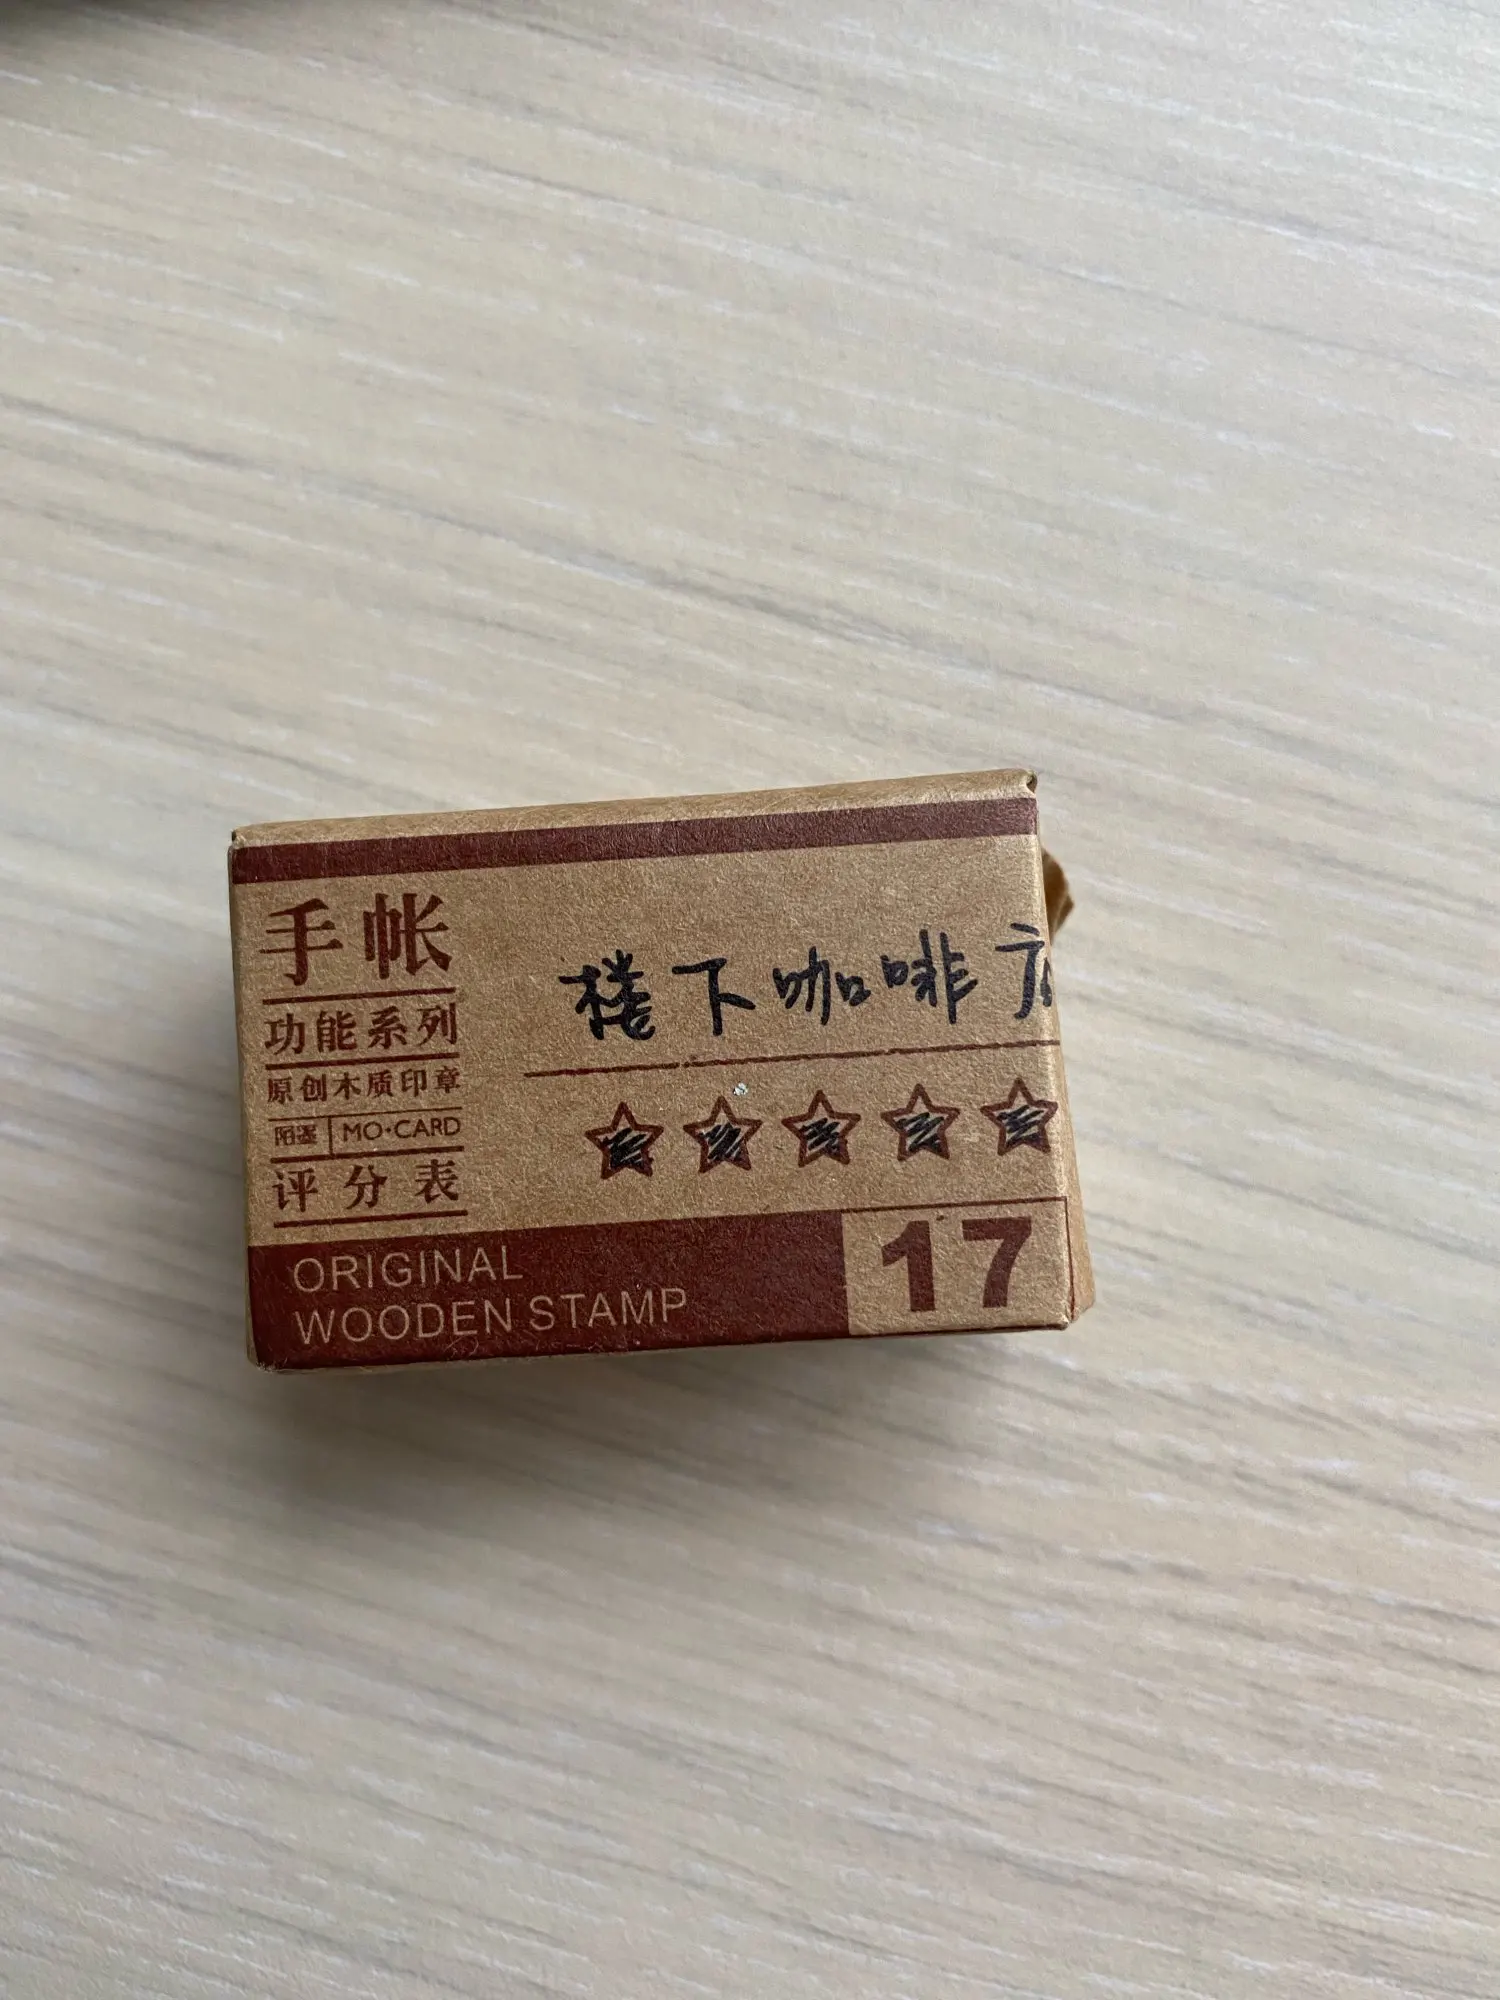 手帐
功能系列
原创木质印章
陌墨 MO·CARD
评分表
楼下咖啡店
ORIGINAL
WOODEN STAMP
17